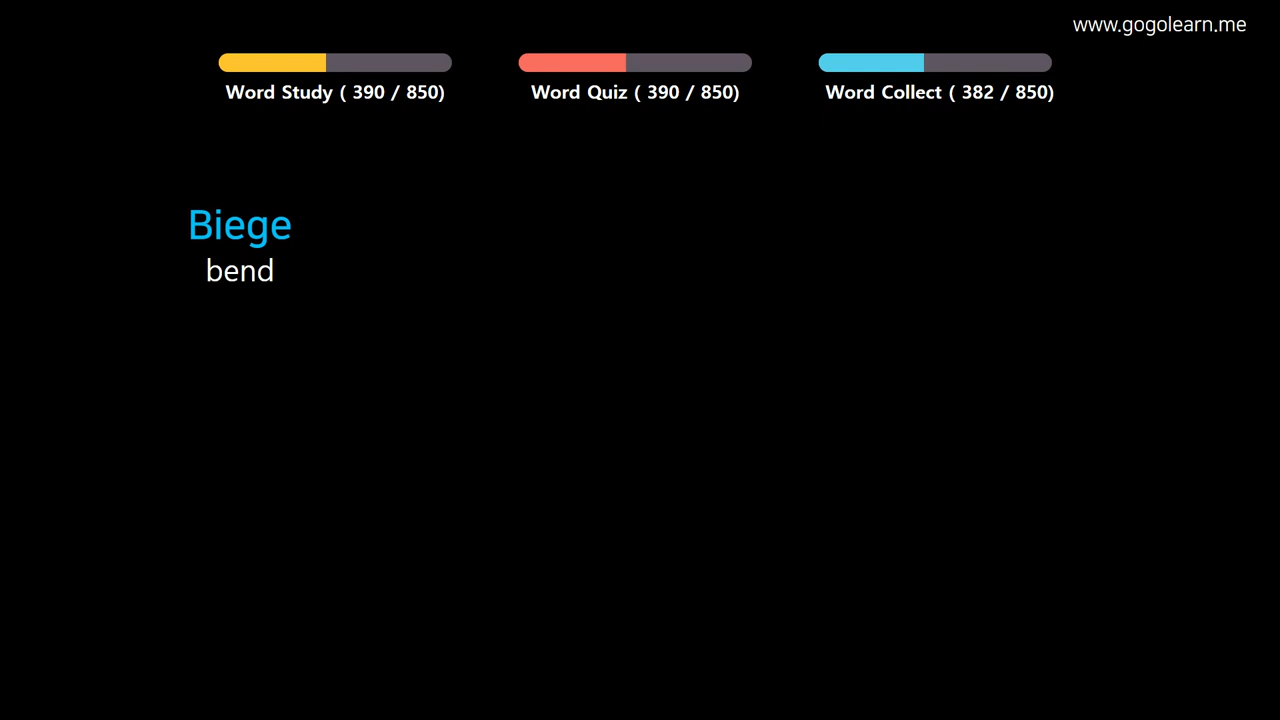 www.gogolearn.me
Word Study ( 390 / 850)
Word Quiz ( 390 / 850)
Word Collect ( 382 / 850)
Biege
bend